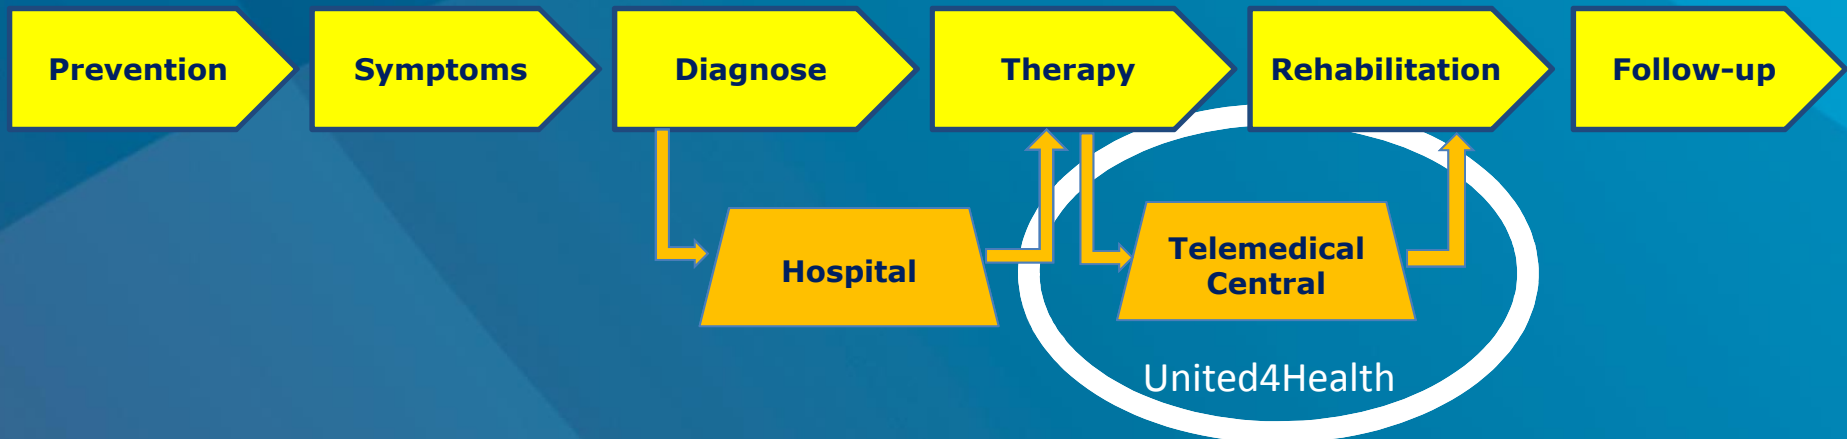 Prevention
Symptoms
Diagnose
Therapy
Rehabilitation
Follow-up
Hospital
Telemedical
Central
United4Health